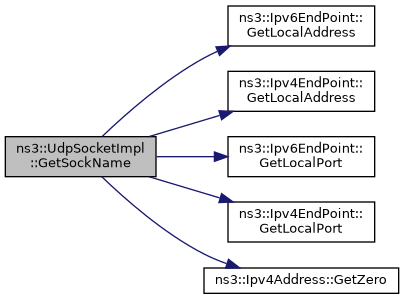 ns3::Ipv6EndPoint::
GetLocalAddress
ns3::Ipv4EndPoint::
GetLocalAddress
ns3::UdpSocketImpl
::GetSockName
ns3::Ipv6EndPoint::
GetLocalPort
ns3::Ipv4EndPoint::
GetLocalPort
ns3::Ipv4Address::GetZero